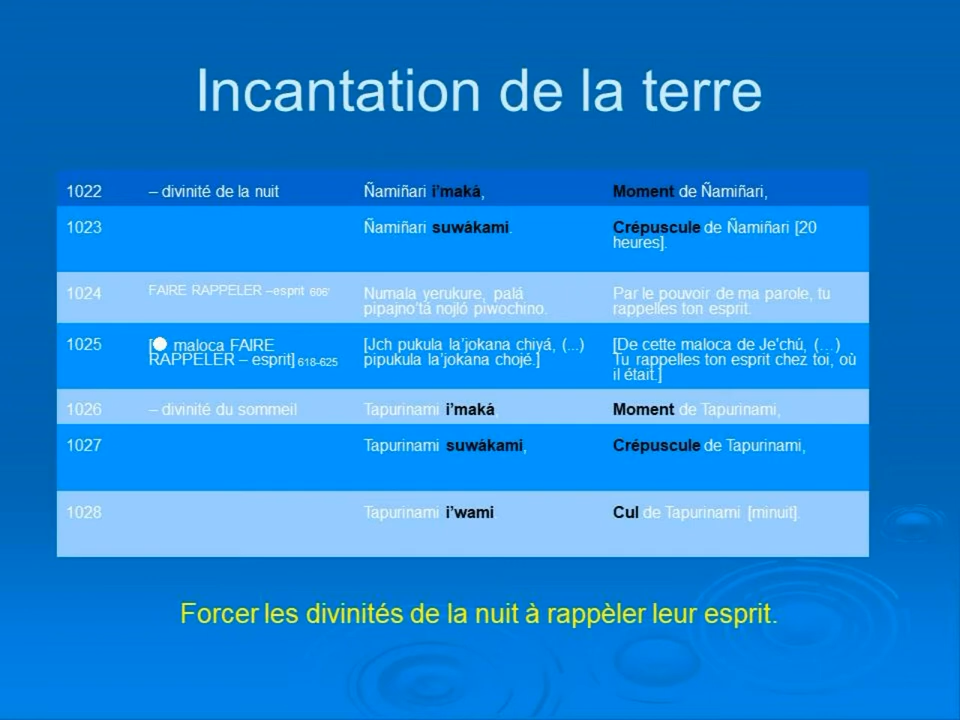 Incantation de la terre
1022 – divinité de la nuit Ñamiñari i'maká, Moment de Ñamiñari,
1023 Ñamiñari suwákami. Crépuscule de Ñamiñari [20
heures].
1024 FAIRE RAPPELER –esprit 606' Numala yerukure, palá Par le pouvoir de ma parole, tu
pipajno'tá nojló piwochino. rappelles ton esprit.
1025 [ maloca FAIRE [Jch pukula la'jokana chiyá, (...) [De cette maloca de Je'chú, (…)
RAPPELER – esprit] 618-625 pipukula la'jokana chojé.] Tu rappelles ton esprit chez toi, où
il était.]
1026 – divinité du sommeil Tapurinami i'maká Moment de Tapurinami,
1027 Tapurinami suwákami, Crépuscule de Tapurinami,
1028 Tapurinami i'wami Cul de Tapurinami [minuit].
Forcer les divinités de la nuit à rappèler leur esprit.